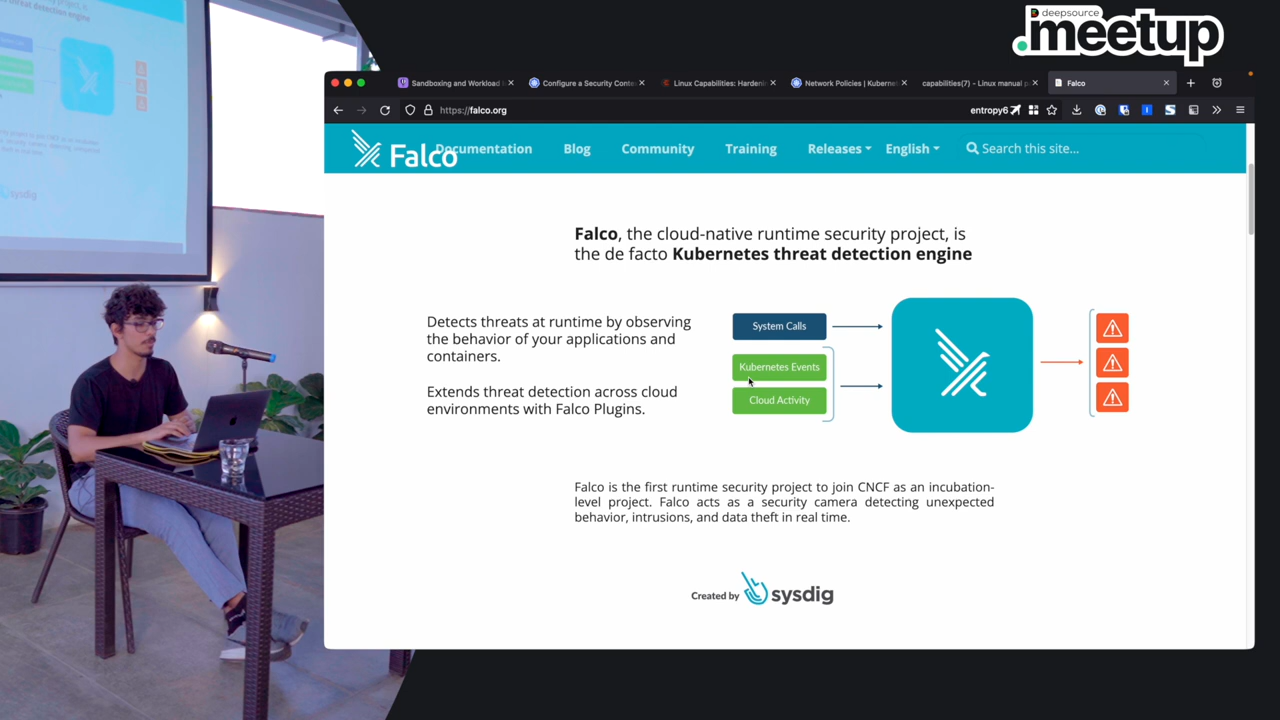 deepsource
.meetup
Sandboxing and Workload
Configure a Security Conte
Linux Capabilities: Hardenin
Network Policies | Kuberne
capabilities(7) - Linux manual p
Falco
https://falco.org
entropy6
Falco
Documentation
Blog
Community
Training
Releases
English
Search this site...
Falco, the cloud-native runtime security project, is
the de facto Kubernetes threat detection engine
Detects threats at runtime by observing
the behavior of your applications and
containers.
Extends threat detection across cloud
environments with Falco Plugins.
System Calls
Kubernetes Events
Cloud Activity
Falco is the first runtime security project to join CNCF as an incubation-
level project. Falco acts as a security camera detecting unexpected
behavior, intrusions, and data theft in real time.
Created by
sysdig
sysdig